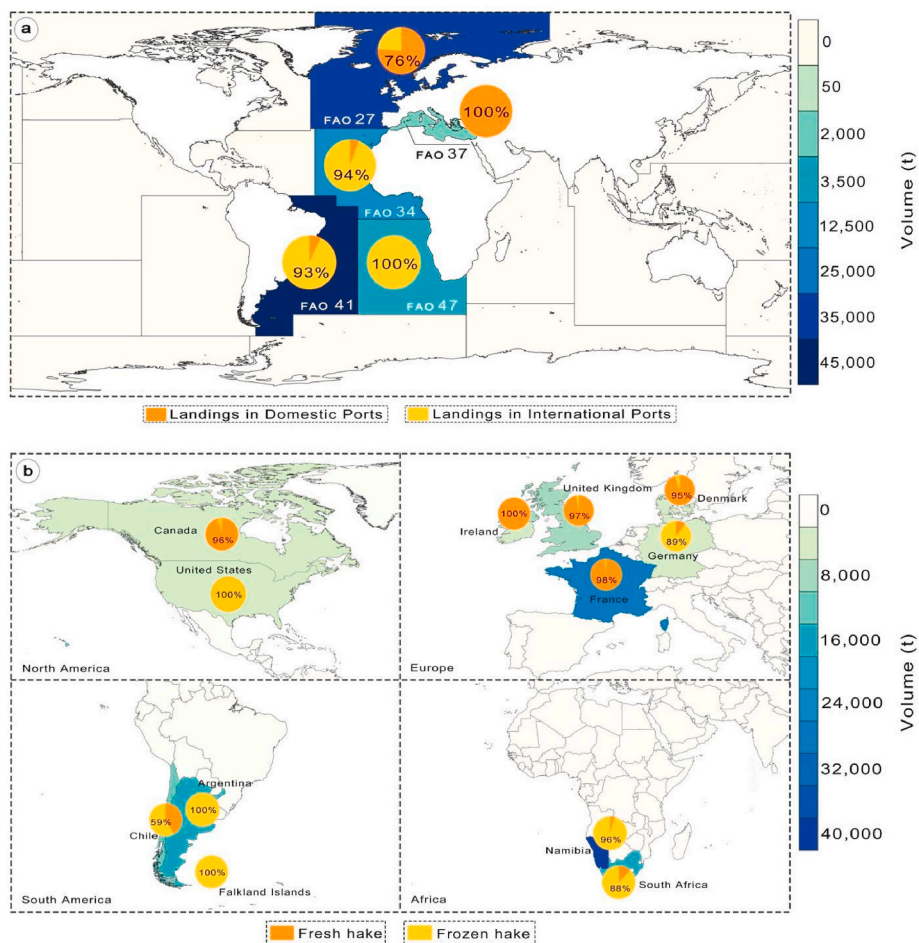 a
76%
100%
FAO 27
FAO 37
94%
FAO 34
93%
100%
FAO 41
FAO 47
0
50
2,000
3,500
12,500
25,000
35,000
45,000
Volume (t)
Landings in Domestic Ports
Landings in International Ports
b
Canada
96%
United States
100%
North America
United Kingdom
95%
Denmark
100%
97%
Ireland
89%
Germany
98%
France
Europe
Argentina
100%
59%
Chile
100%
Falkland Islands
South America
96%
Namibia
88%
South Africa
Africa
0
8,000
16,000
24,000
32,000
40,000
Volume (t)
Fresh hake
Frozen hake